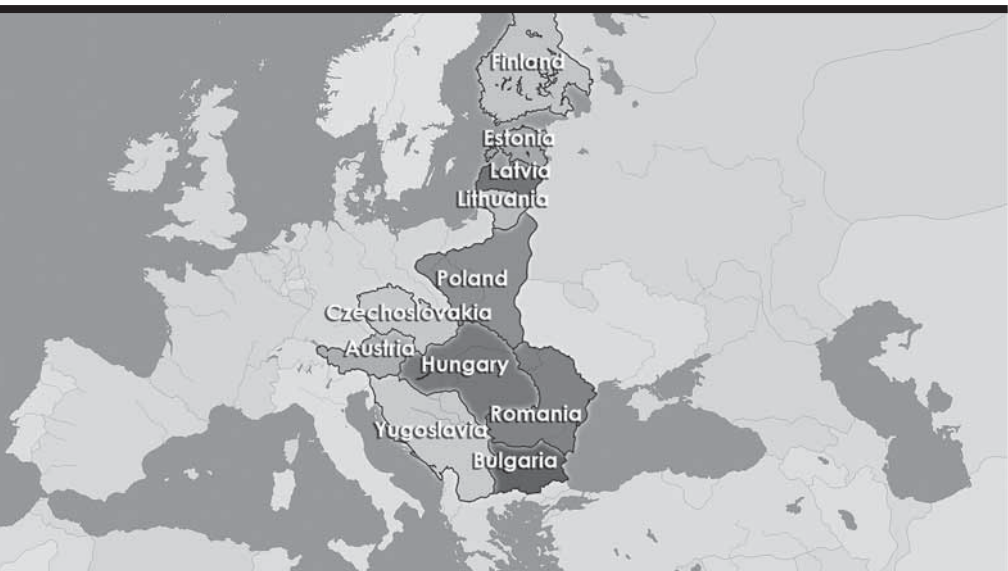 Finland
Estonia
Latvia
Lithuania
Poland
Czechoslovakia
Austria
Hungary
Romania
Yugoslavia
Bulgaria